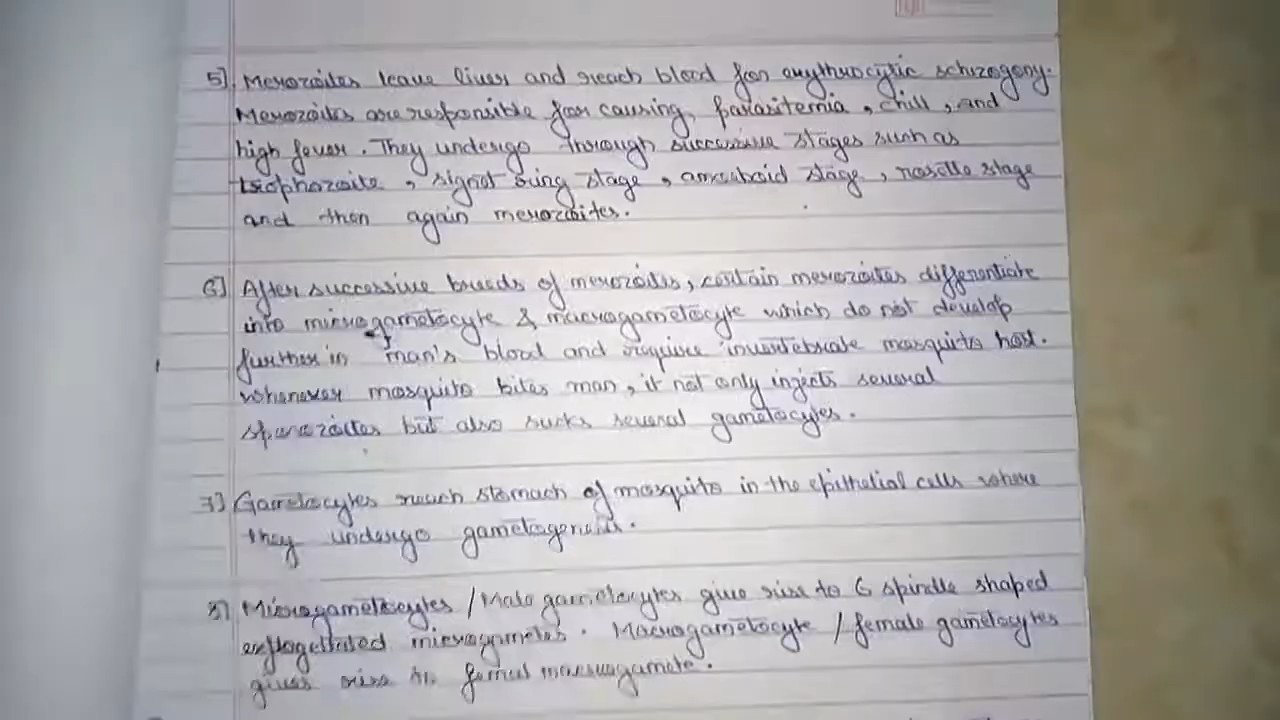 5] Merozoites leave liver and reach blood for erythrocytic schizogony.
Merozoites are responsible for causing, parasitemia, chill, and
high fever. They undergo through successive stages such as
trophozoite, signet ring stage, amoeboid stage, rosette stage
and then again merozoites.
6] After successive breeds of merozoites, certain merozoites differentiate
into microgametocyte & macrogametocyte which do not develop
further in man's blood and require invertebrate mosquito host.
whenever mosquito bites man, it not only injects several
sporozoites but also sucks several gametocytes.
7] Gametocytes reach stomach of mosquito in the epithelial cells where
they undergo gametogenesis.
8] Microgametocytes / Male gametocytes give rise to 6 spindle shaped
exflagellated microgametes. Macrogametocyte / female gametocytes
gives rise to female macrogamete.